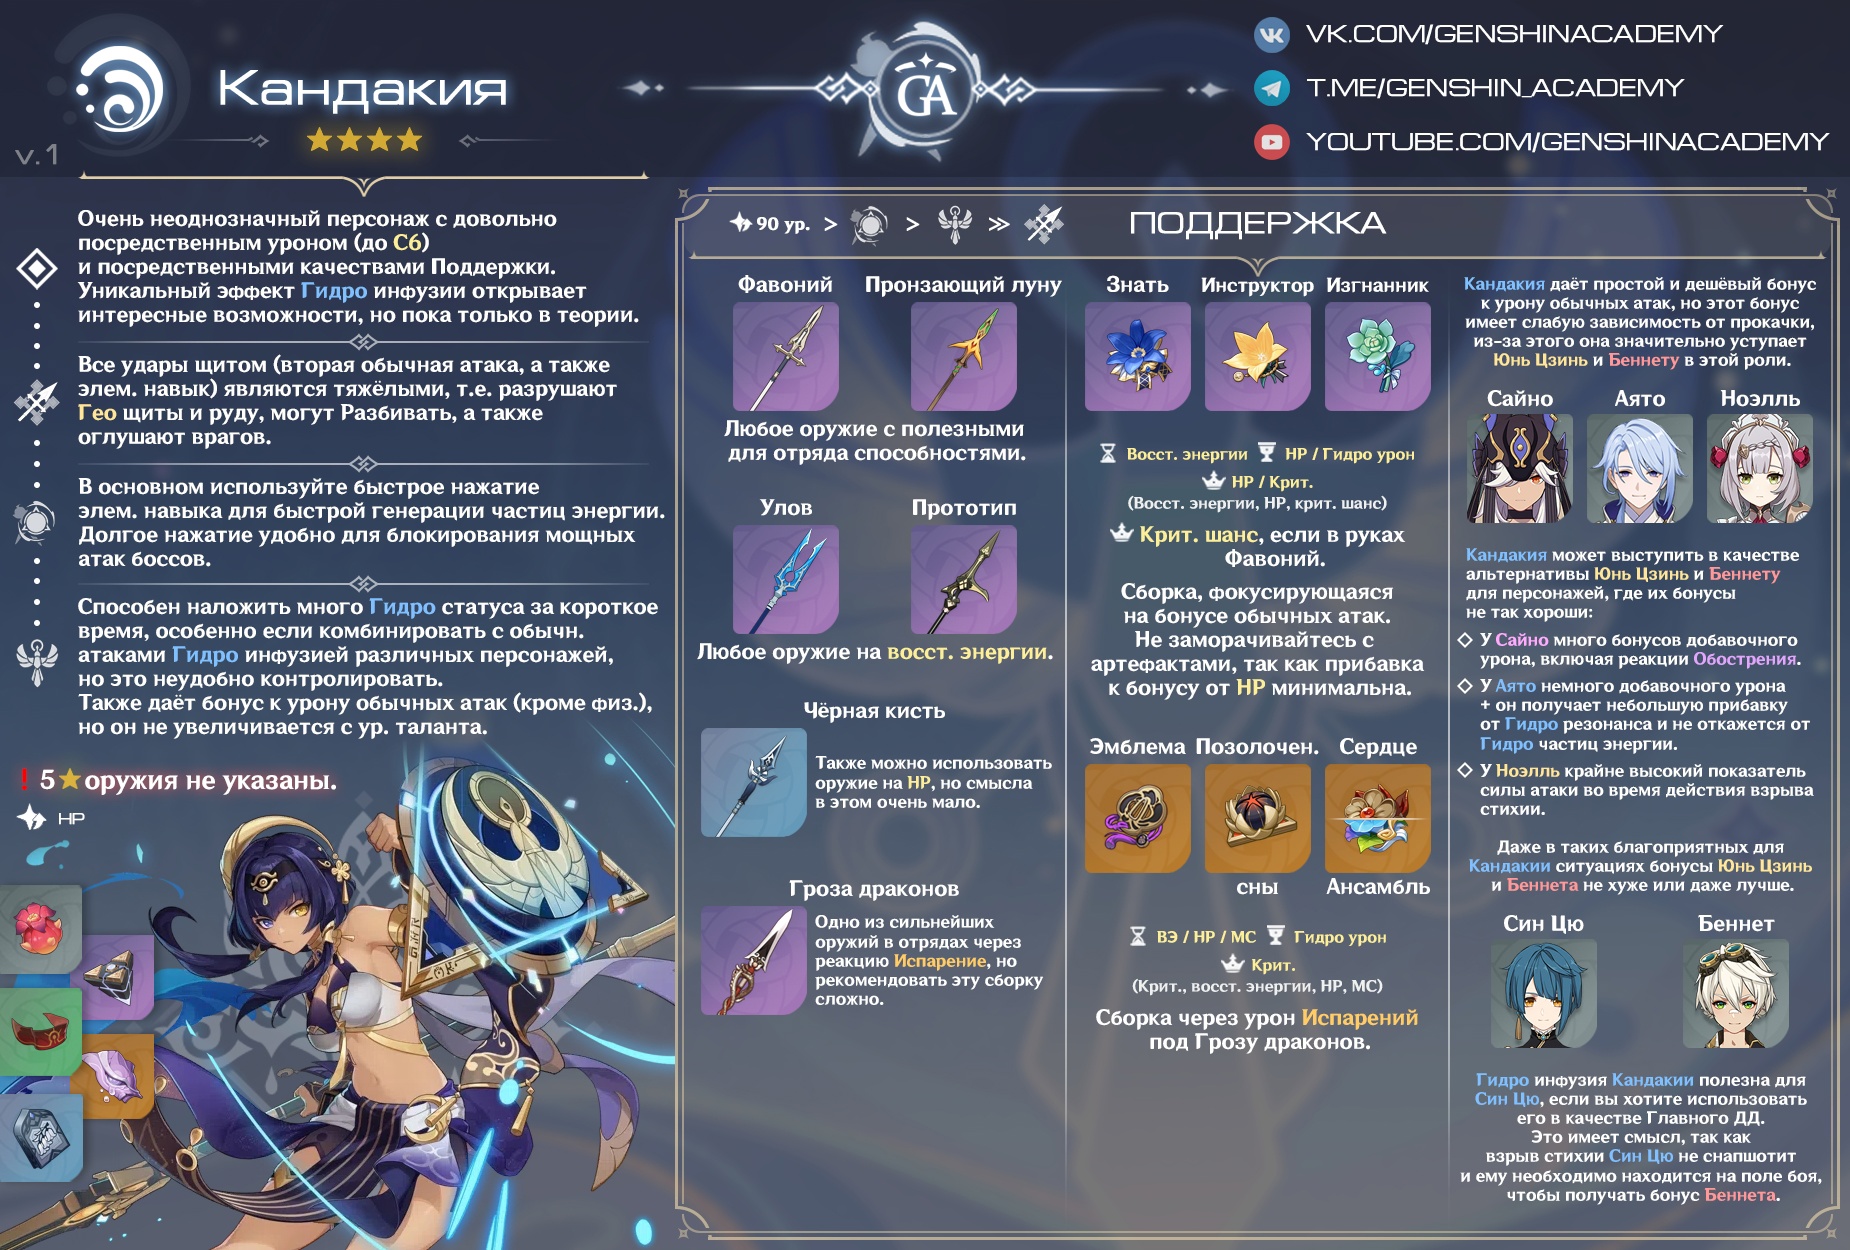 Кандакия
v.1
GA
VK.COM/GENSHINACADEMY
T.ME/GENSHIN_ACADEMY
YOUTUBE.COM/GENSHINACADEMY
Очень неоднозначный персонаж с довольно
посредственным уроном (до С6)
и посредственными качествами Поддержки.
Уникальный эффект Гидро инфузии открывает
интересные возможности, но пока только в теории.
Все удары щитом (вторая обычная атака, а также
элем. навык) являются тяжёлыми, т.е. разрушают
Гео щиты и руду, могут Разбивать, а также
оглушают врагов.
В основном используйте быстрое нажатие
элем. навыка для быстрой генерации частиц энергии.
Долгое нажатие удобно для блокирования мощных
атак боссов.
Способен наложить много Гидро статуса за короткое
время, особенно если комбинировать с обычн.
атаками Гидро инфузией различных персонажей,
но это неудобно контролировать.
Также даёт бонус к урону обычных атак (кроме физ.),
но он не увеличивается с ур. таланта.
! 5★ оружия не указаны.
HP
90 ур. > > >>
ПОДДЕРЖКА
Фавоний Пронзающий луну
Любое оружие с полезными
для отряда способностями.
Улов Прототип
Любое оружие на восст. энергии.
Чёрная кисть
Также можно использовать
оружие на HP, но смысла
в этом очень мало.
Гроза драконов
Одно из сильнейших
оружий в отрядах через
реакцию Испарение, но
рекомендовать эту сборку
сложно.
Знать Инструктор Изгнанник
Восст. энергии HP / Гидро урон
HP / Крит.
(Восст. энергии, HP, крит. шанс)
Крит. шанс, если в руках
Фавоний.
Сборка, фокусирующаяся
на бонусе обычных атак.
Не заморачивайтесь с
артефактами, так как прибавка
к бонусу от HP минимальна.
Эмблема Позолочен. Сердце
сны Ансамбль
ВЭ / HP / МС Гидро урон
Крит.
(Крит., восст. энергии, HP, МС)
Сборка через урон Испарений
под Грозу драконов.
Кандакия даёт простой и дешёвый бонус
к урону обычных атак, но этот бонус
имеет слабую зависимость от прокачки,
из-за этого она значительно уступает
Юнь Цзинь и Беннету в этой роли.
Сайно Аято Ноэлль
Кандакия может выступить в качестве
альтернативы Юнь Цзинь и Беннету
для персонажей, где их бонусы
не так хороши:
У Сайно много бонусов добавочного
урона, включая реакции Обострения.
У Аято немного добавочного урона
+ он получает небольшую прибавку
от Гидро резонанса и не откажется от
Гидро частиц энергии.
У Ноэлль крайне высокий показатель
силы атаки во время действия взрыва
стихии.
Даже в таких благоприятных для
Кандакии ситуациях бонусы Юнь Цзинь
и Беннета не хуже или даже лучше.
Син Цю Беннет
Гидро инфузия Кандакии полезна для
Син Цю, если вы хотите использовать
его в качестве Главного ДД.
Это имеет смысл, так как
взрыв стихии Син Цю не снапшотит
и ему необходимо находится на поле боя,
чтобы получать бонус Беннета.